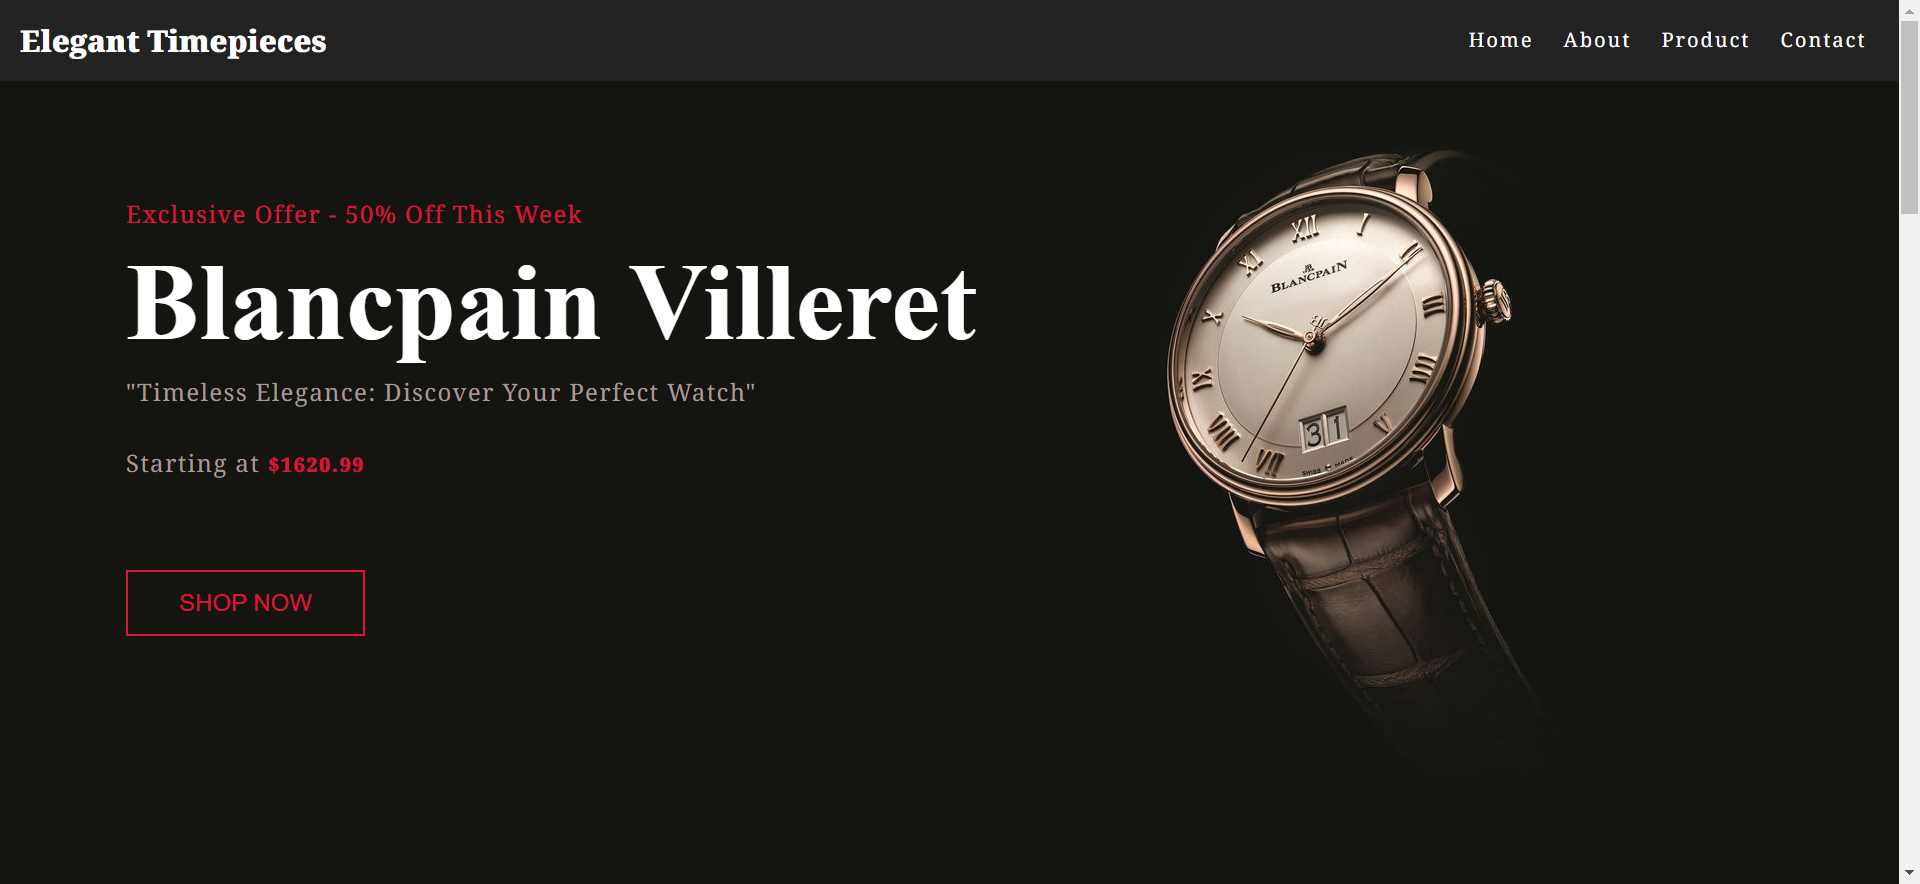 Elegant Timepieces
Home About Product Contact
Exclusive Offer - 50% Off This Week
Blancpain Villeret
"Timeless Elegance: Discover Your Perfect Watch"
Starting at $1620.99
SHOP NOW
XII
I
II
III
IIII
V
31
VII
VIII
XI
X
XI
BLANCPAIN
SWISS MADE